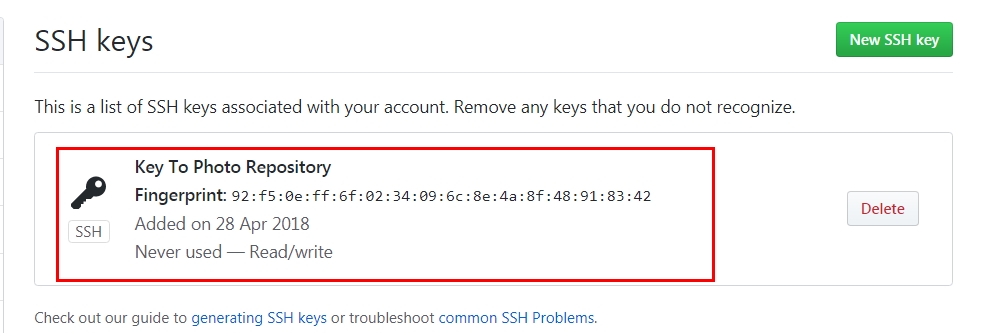 SSH keys
New SSH key
This is a list of SSH keys associated with your account. Remove any keys that you do not recognize.
Key To Photo Repository
Fingerprint: 92:f5:0e:ff:6f:02:34:09:6c:8e:4a:8f:48:91:83:42
Added on 28 Apr 2018
Never used — Read/write
SSH
Delete
Check out our guide to generating SSH keys or troubleshoot common SSH Problems.